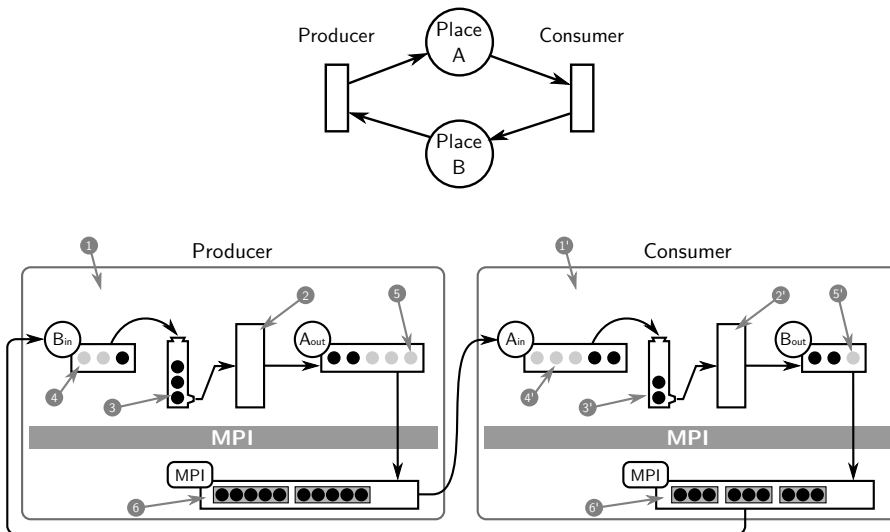 Producer
Place
A
Consumer
Place
B
1
Producer
1'
Consumer
2
5
2'
5'
Bin
Aout
Ain
Bout
4
3
4'
3'
MPI
MPI
MPI
MPI
6
6'